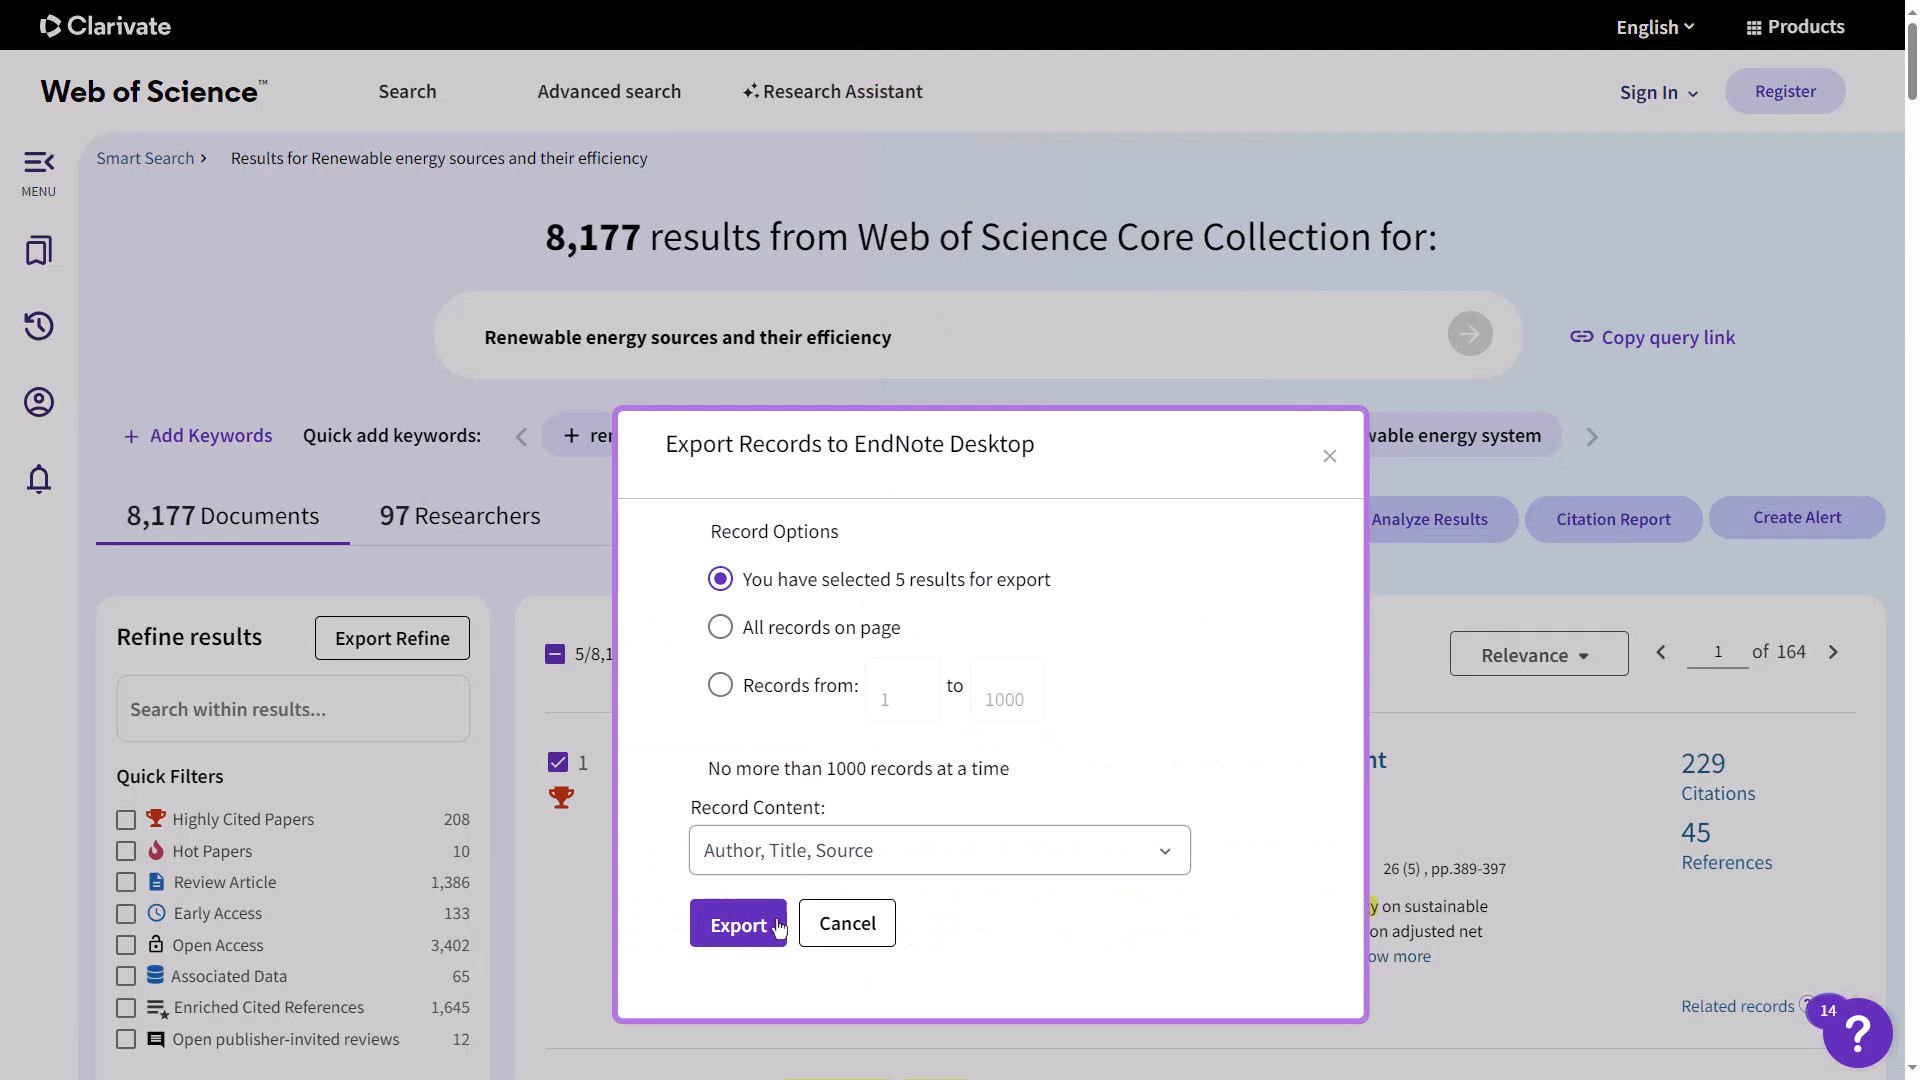 Clarivate
English
Products
Web of Science™
Search
Advanced search
Research Assistant
Sign In
Register
MENU
Smart Search
Results for Renewable energy sources and their efficiency
8,177 results from Web of Science Core Collection for:
Renewable energy sources and their efficiency
Copy query link
+ Add Keywords
Quick add keywords:
+
energy system
8,177 Documents
97 Researchers
Analyze Results
Citation Report
Create Alert
Export Records to EndNote Desktop
Record Options
You have selected 5 results for export
All records on page
Records from: 1 to 1000
No more than 1000 records at a time
Record Content:
Author, Title, Source
Export
Cancel
Refine results
Export Refine
Search within results...
Quick Filters
Highly Cited Papers 208
Hot Papers 10
Review Article 1,386
Early Access 133
Open Access 3,402
Associated Data 65
Enriched Cited References 1,645
Open publisher-invited reviews 12
Relevance
1 of 164
1
229
Citations
45
References
26 (5) , pp.389-397
on sustainable
on adjusted net
more
Related records
14
?